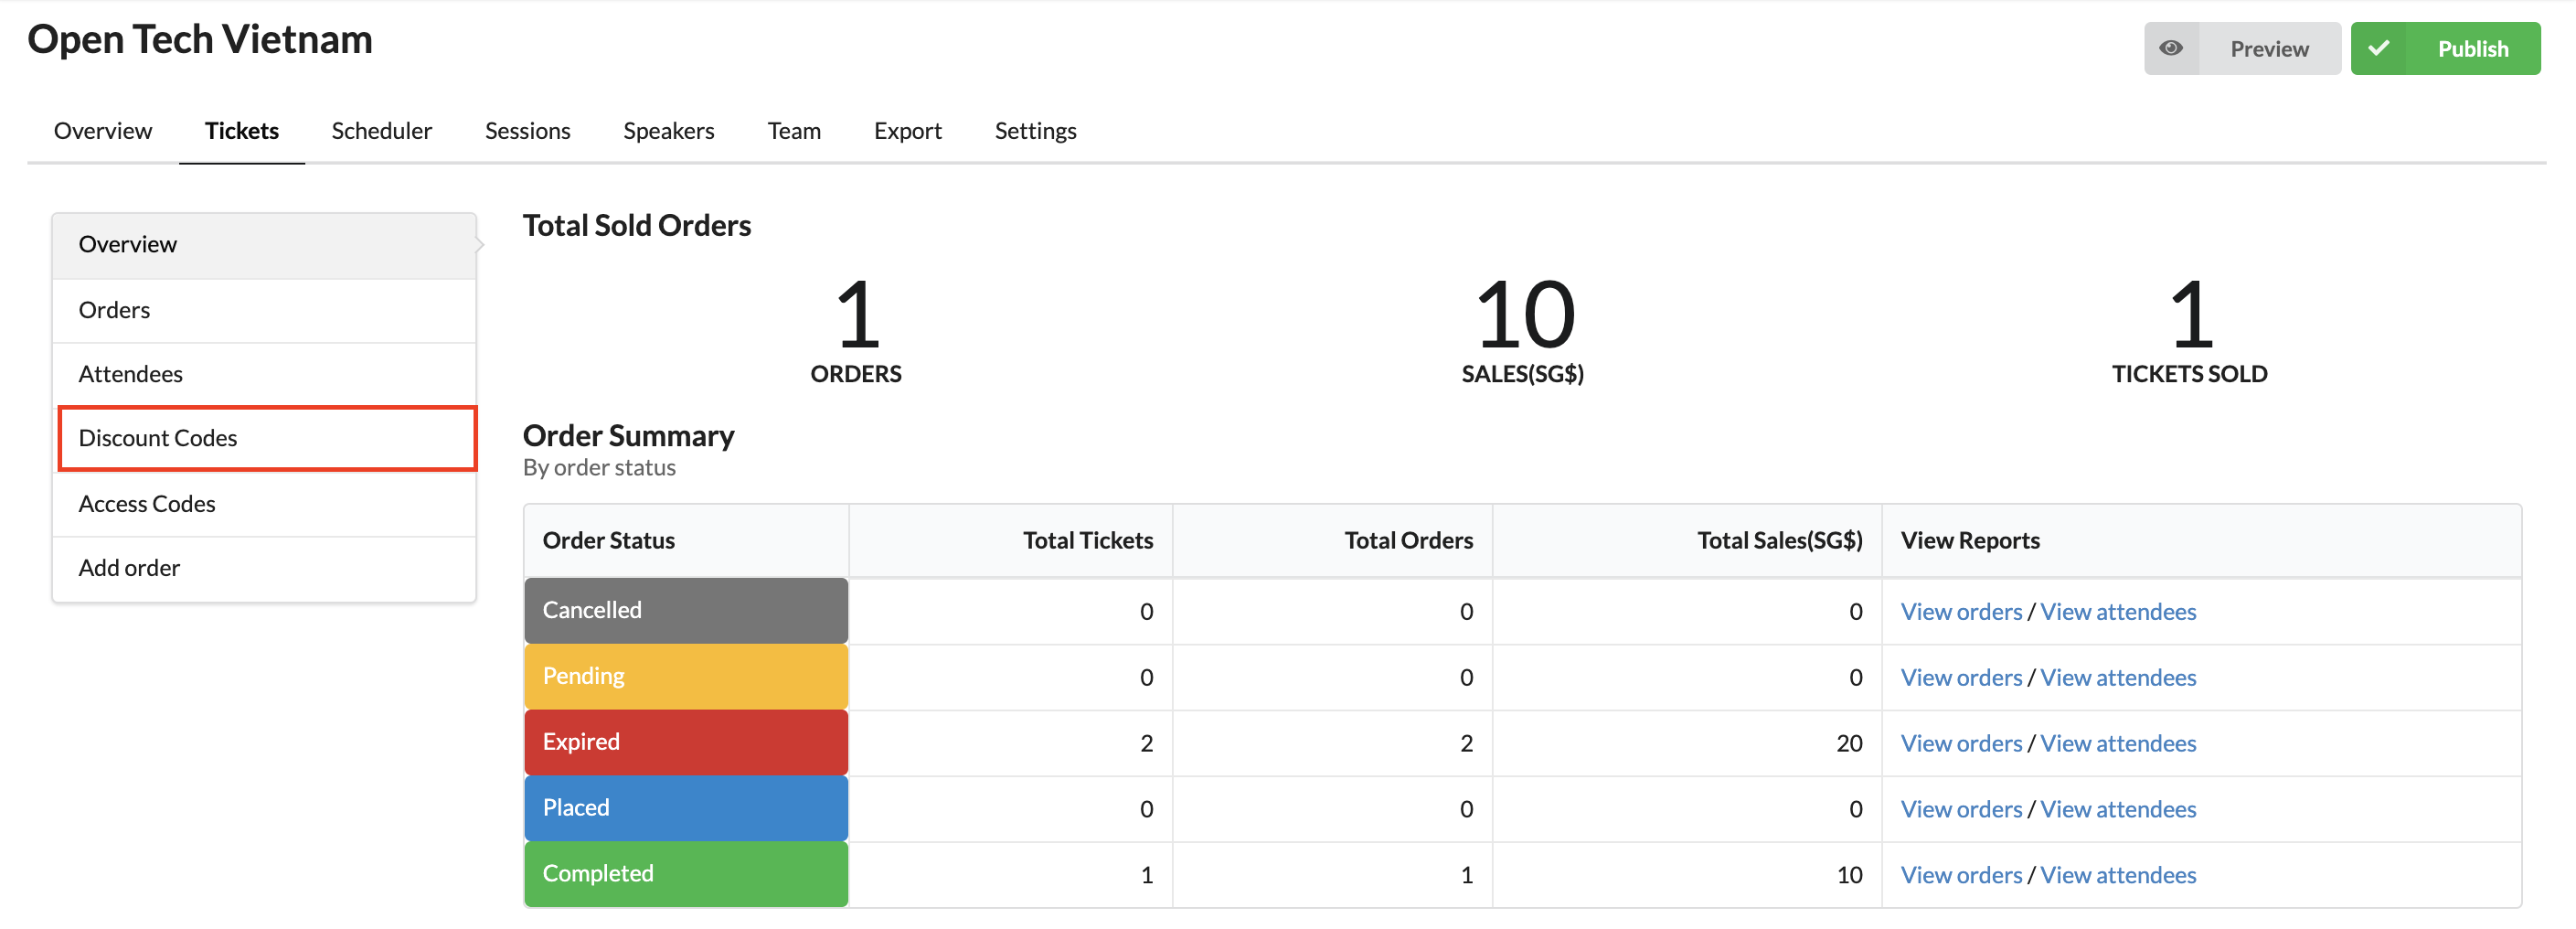 Open Tech Vietnam
Preview
Publish
Overview Tickets Scheduler Sessions Speakers Team Export Settings
Overview
Orders
Attendees
Discount Codes
Access Codes
Add order
Total Sold Orders
1 10 1
ORDERS SALES(SG$) TICKETS SOLD
Order Summary
By order status
Order Status Total Tickets Total Orders Total Sales(SG$) View Reports
Cancelled 0 0 0 View orders / View attendees
Pending 0 0 0 View orders / View attendees
Expired 2 2 20 View orders / View attendees
Placed 0 0 0 View orders / View attendees
Completed 1 1 10 View orders / View attendees